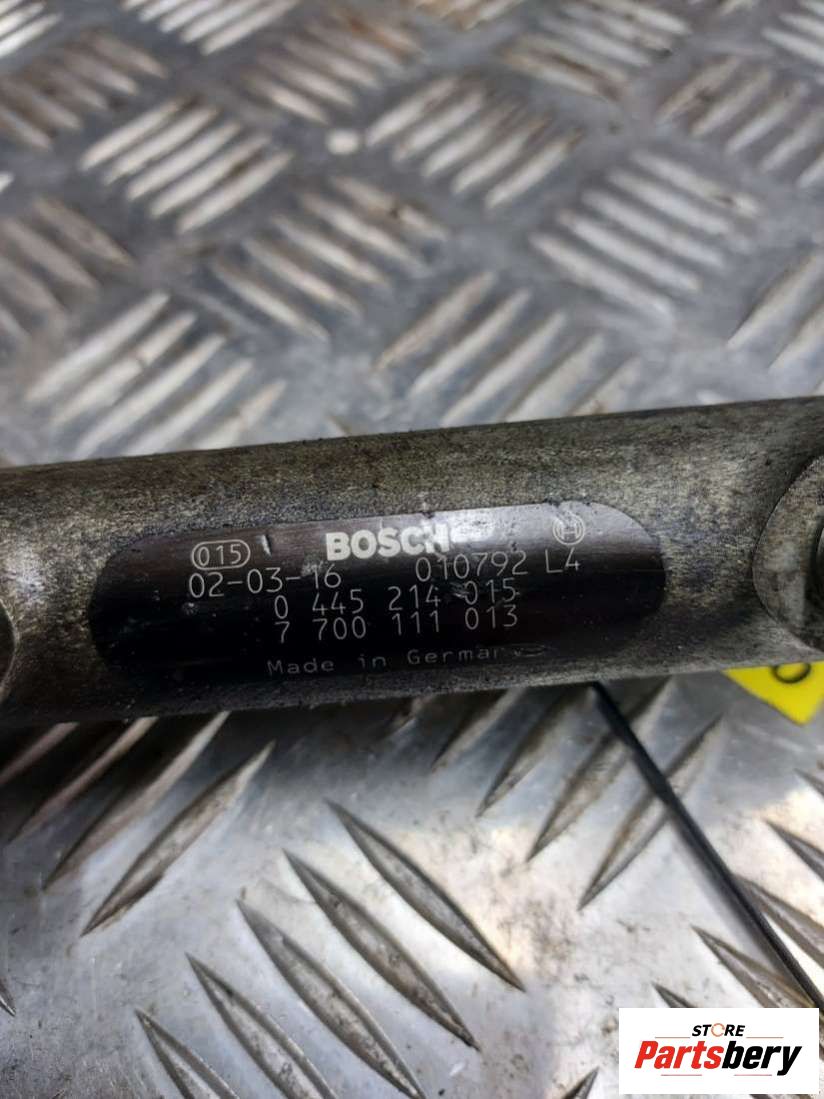 015 BOSCH
02-03-16 010792 L4
0 445 214 015
7 700 111 013
Made in Germany
STORE
Partsbery